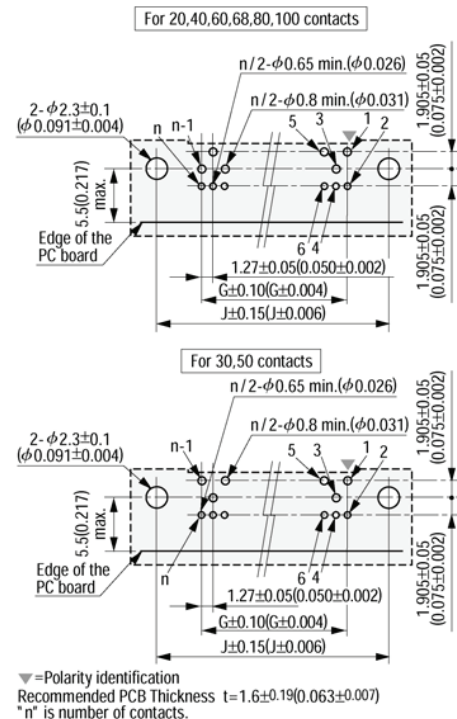 For 20,40,60,68,80,100 contacts
n/2-ϕ0.65 min.(ϕ0.026)
n/2-ϕ0.8 min.(ϕ0.031)
2-ϕ2.3±0.1
(ϕ0.091±0.004)
n
n-1
5
3
1
2
1.905±0.05
(0.075±0.002)
5.5(0.217)
max.
Edge of the
PC board
6
4
1.905±0.05
(0.075±0.002)
1.27±0.05(0.050±0.002)
G±0.10(G±0.004)
J±0.15(J±0.006)
For 30,50 contacts
n/2-ϕ0.65 min.(ϕ0.026)
n/2-ϕ0.8 min.(ϕ0.031)
2-ϕ2.3±0.1
(ϕ0.091±0.004)
n-1
5
3
1
2
1.905±0.05
(0.075±0.002)
5.5(0.217)
max.
Edge of the
PC board
n
6
4
1.905±0.05
(0.075±0.002)
1.27±0.05(0.050±0.002)
G±0.10(G±0.004)
J±0.15(J±0.006)
▼=Polarity identification
Recommended PCB Thickness t=1.6±0.19(0.063±0.007)
"n" is number of contacts.